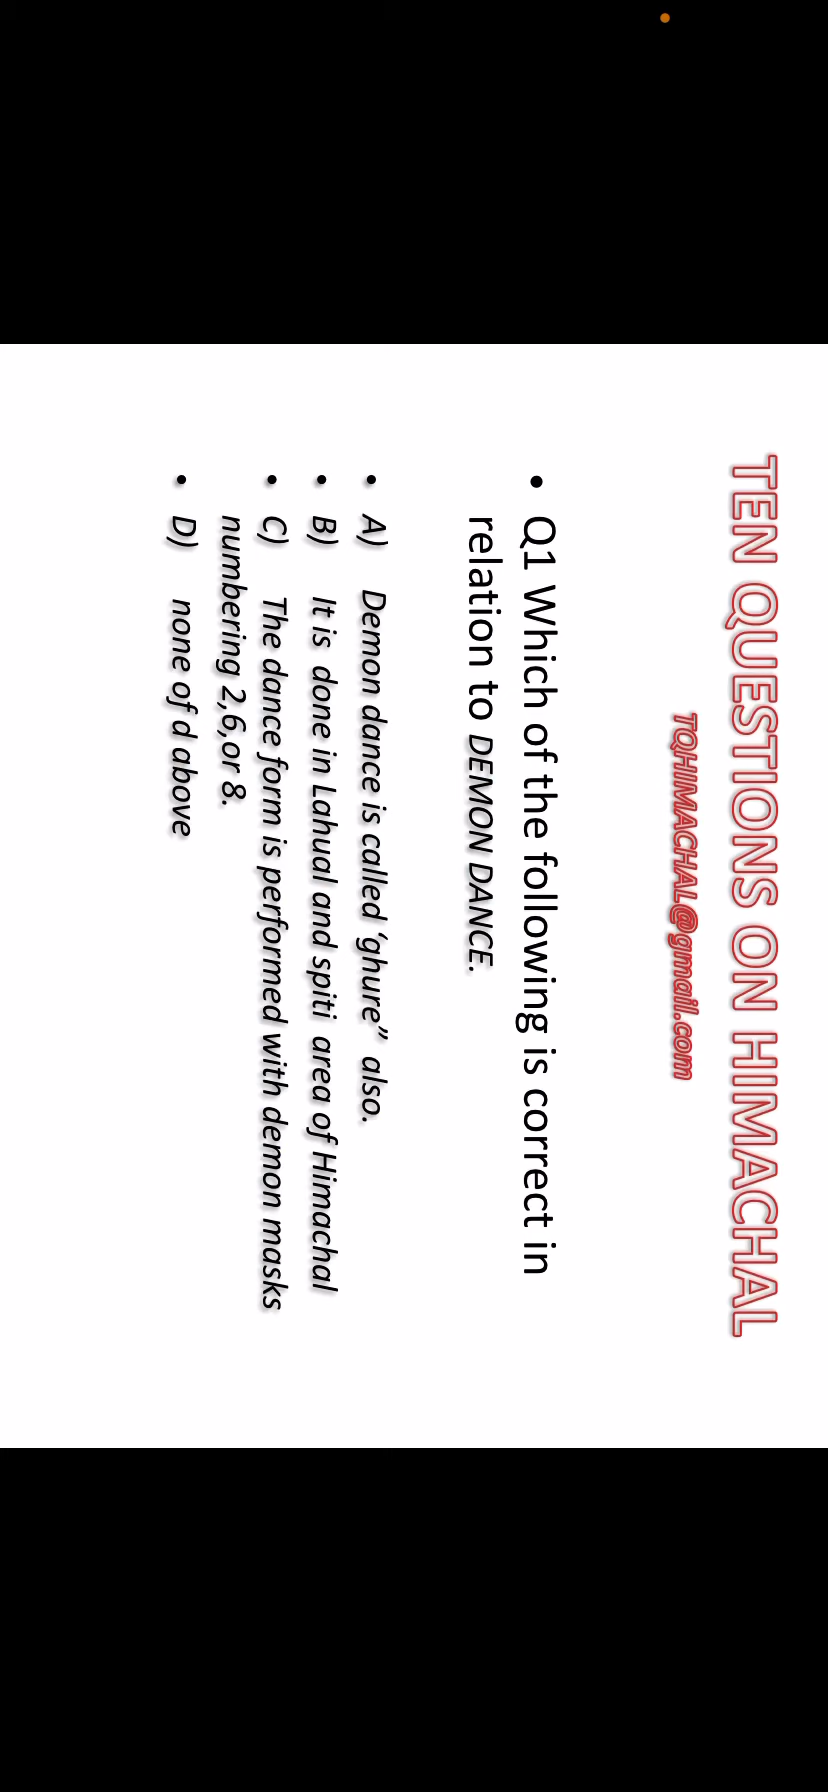 TEN QUESTIONS ON HIMACHAL
TQHIMACHAL@gmail.com
• Q1 Which of the following is correct in
relation to DEMON DANCE.
• A) Demon dance is called ‘ghure” also.
• B) It is done in Lahual and spiti area of Himachal
• C) The dance form is performed with demon masks
numbering 2,6,or 8.
• D) none of d above